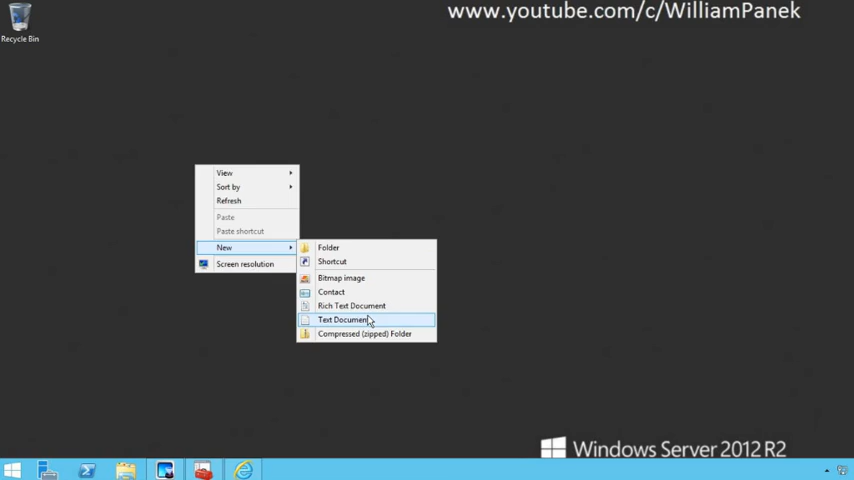 www.youtube.com/c/WilliamPanek
Recycle Bin
View
Sort by
Refresh
Paste
Paste shortcut
New
Screen resolution
Folder
Shortcut
Bitmap image
Contact
Rich Text Document
Text Document
Compressed (zipped) Folder
Windows Server 2012 R2